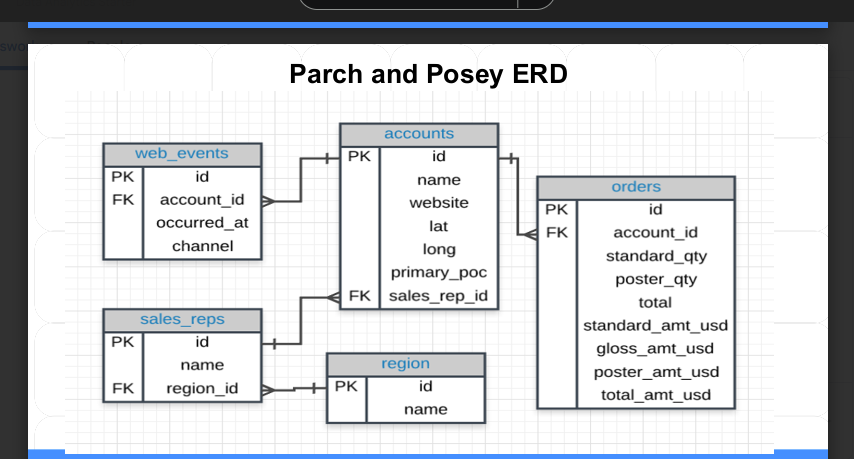 Parch and Posey ERD
web_events
PK id
FK account_id
occurred_at
channel
accounts
PK id
name
website
lat
long
primary_poc
FK sales_rep_id
orders
PK id
FK account_id
standard_qty
poster_qty
total
standard_amt_usd
gloss_amt_usd
poster_amt_usd
total_amt_usd
sales_reps
PK id
name
FK region_id
region
PK id
name